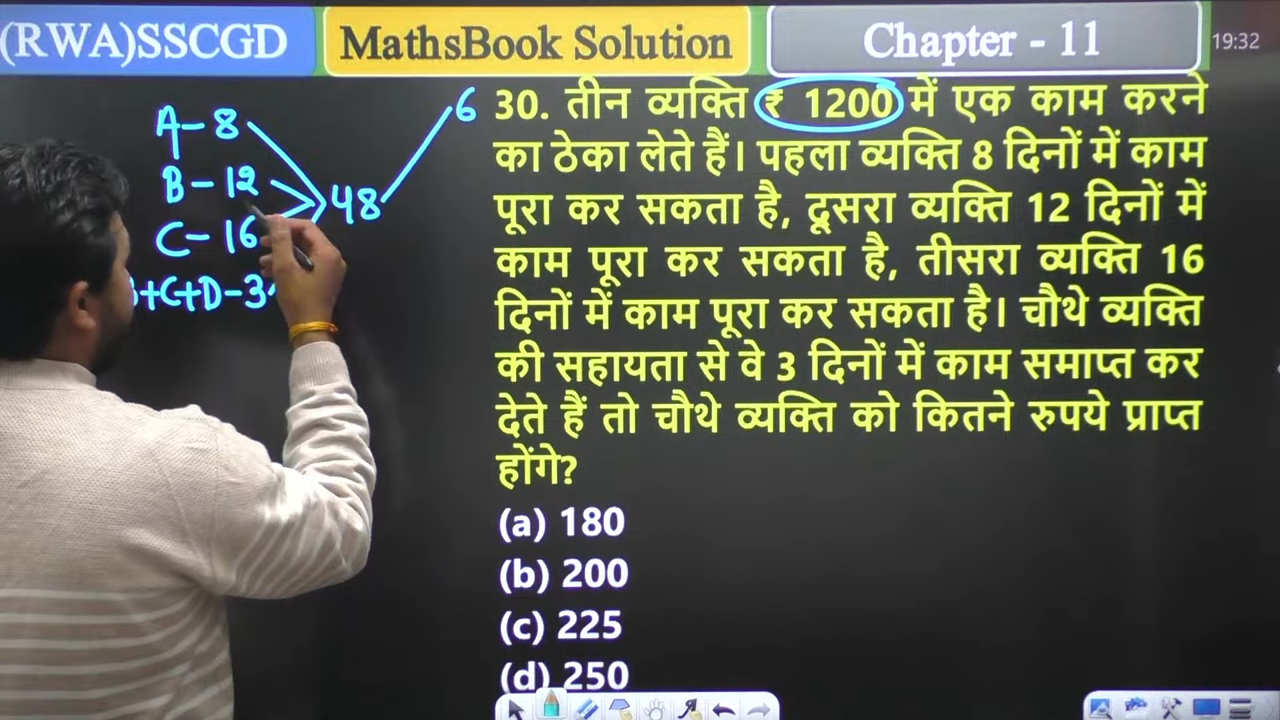 (RWA)SSCGD
MathsBook Solution
Chapter - 11
19:32
A-8
B-12
C-16
48
6
+C+D-3
30. तीन व्यक्ति ₹ 1200 में एक काम करने
का ठेका लेते हैं। पहला व्यक्ति 8 दिनों में काम
पूरा कर सकता है, दूसरा व्यक्ति 12 दिनों में
काम पूरा कर सकता है, तीसरा व्यक्ति 16
दिनों में काम पूरा कर सकता है। चौथे व्यक्ति
की सहायता से वे 3 दिनों में काम समाप्त कर
देते हैं तो चौथे व्यक्ति को कितने रुपये प्राप्त
होंगे?
(a) 180
(b) 200
(c) 225
(d) 250